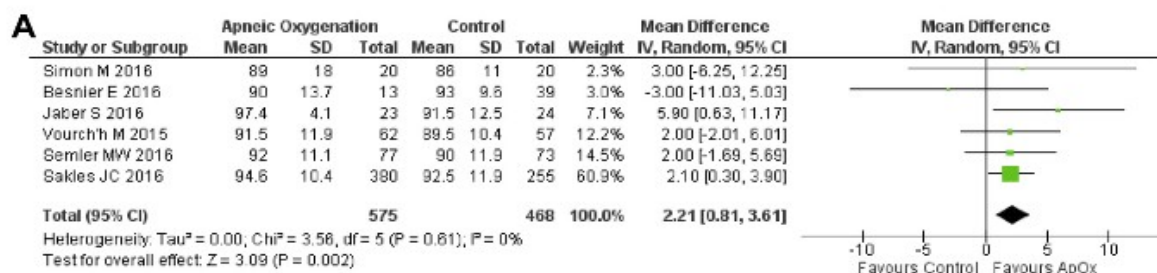 A
Apneic Oxygenation Control Mean Difference Mean Difference
Study or Subgroup Mean SD Total Mean SD Total Weight IV, Random, 95% CI IV, Random, 95% CI
Simon M 2016 89 18 20 86 11 20 2.3% 3.00 [-6.25, 12.25]
Besnier E 2016 90 13.7 13 93 9.6 39 3.0% -3.00 [-11.03, 5.03]
Jaber S 2016 97.4 4.1 23 91.5 12.5 24 7.1% 5.90 [0.63, 11.17]
Vourc'h M 2015 91.5 11.9 62 89.5 10.4 57 12.2% 2.00 [-2.01, 6.01]
Semler MW 2016 92 11.1 77 90 11.9 73 14.5% 2.00 [-1.69, 5.69]
Sakles JC 2016 94.6 10.4 380 92.5 11.9 255 60.9% 2.10 [0.30, 3.90]
Total (95% CI) 575 468 100.0% 2.21 [0.81, 3.61]
Heterogeneity: Tau² = 0.00; Chi² = 3.56, df = 5 (P = 0.61); I² = 0%
Test for overall effect: Z = 3.09 (P = 0.002)
-10 -5 0 5 10
Favours Control Favours ApOx